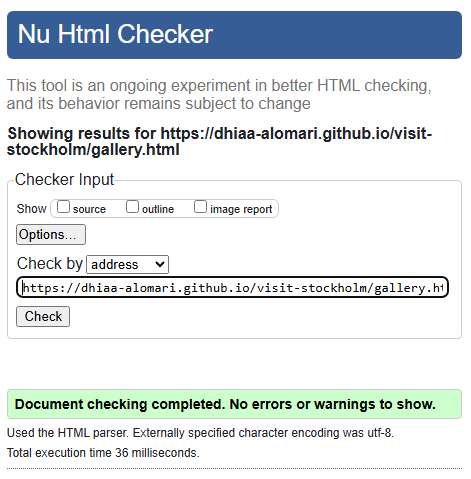 Nu Html Checker
This tool is an ongoing experiment in better HTML checking,
and its behavior remains subject to change
Showing results for https://dhiaa-alomari.github.io/visit-
stockholm/gallery.html
Checker Input
Show source outline image report
Options...
Check by address
https://dhiaa-alomari.github.io/visit-stockholm/gallery.ht
Check
Document checking completed. No errors or warnings to show.
Used the HTML parser. Externally specified character encoding was utf-8.
Total execution time 36 milliseconds.